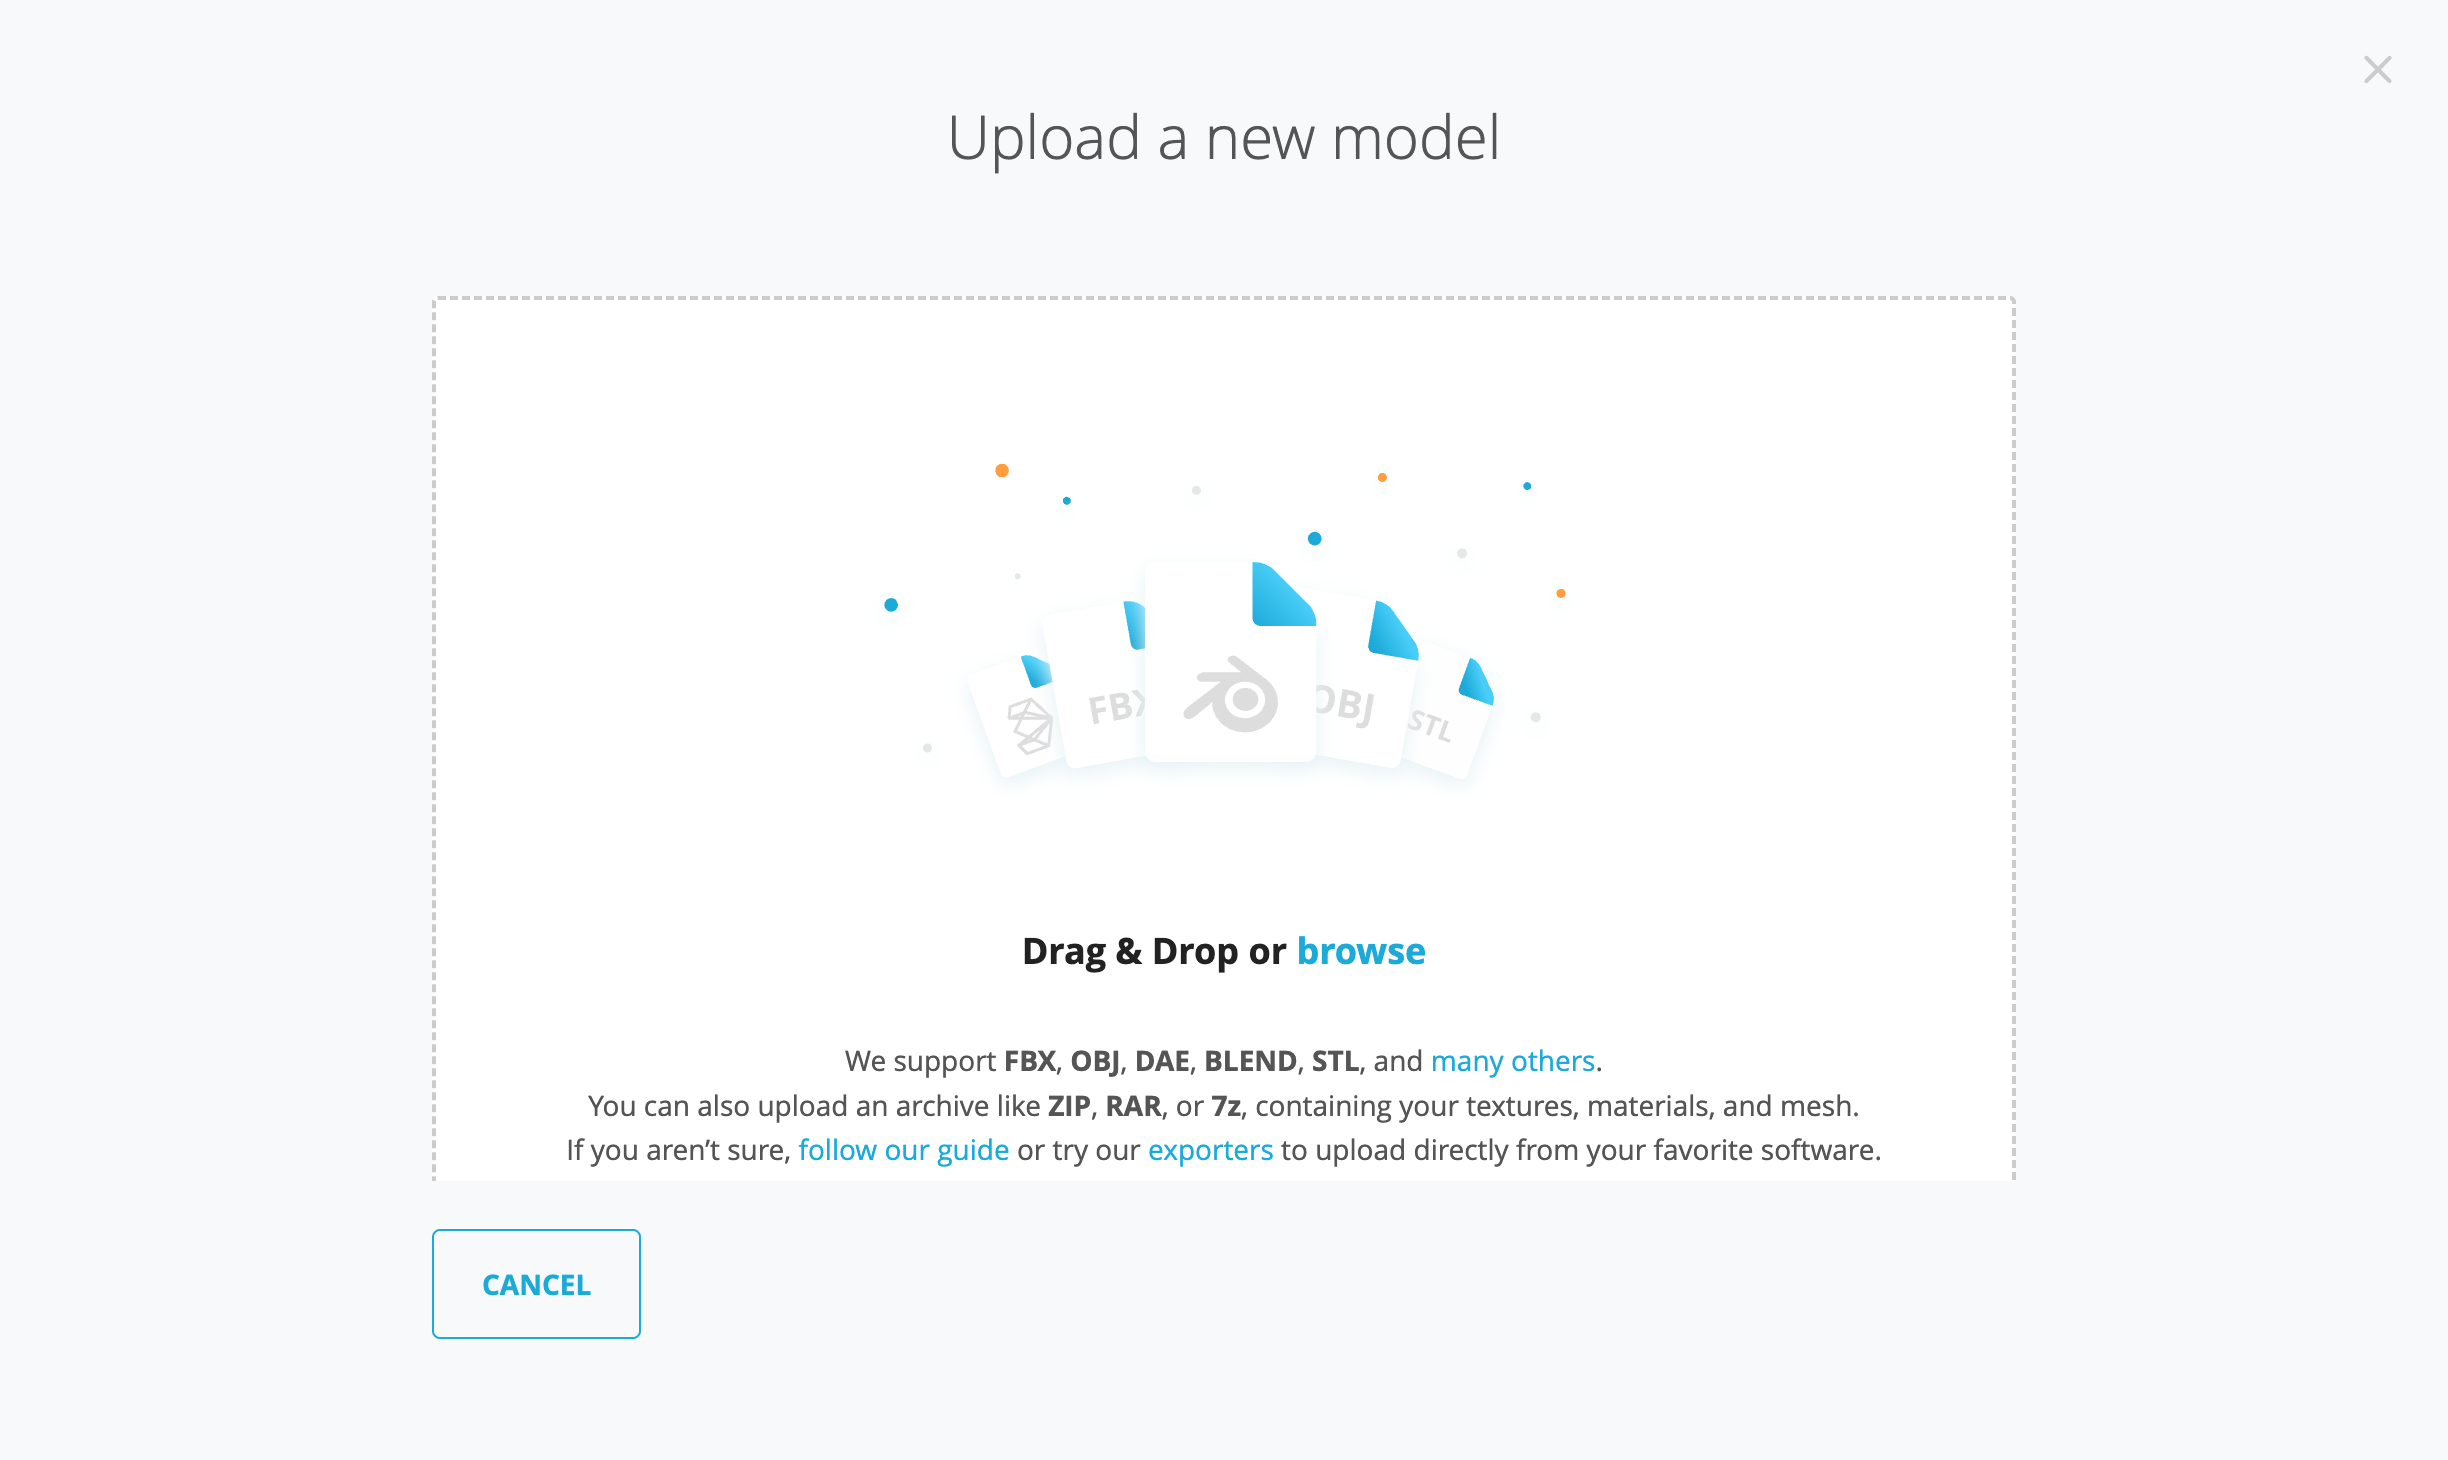 Upload a new model
FBX
OBJ
STL
Drag & Drop or browse
We support FBX, OBJ, DAE, BLEND, STL, and many others.
You can also upload an archive like ZIP, RAR, or 7z, containing your textures, materials, and mesh.
If you aren’t sure, follow our guide or try our exporters to upload directly from your favorite software.
CANCEL